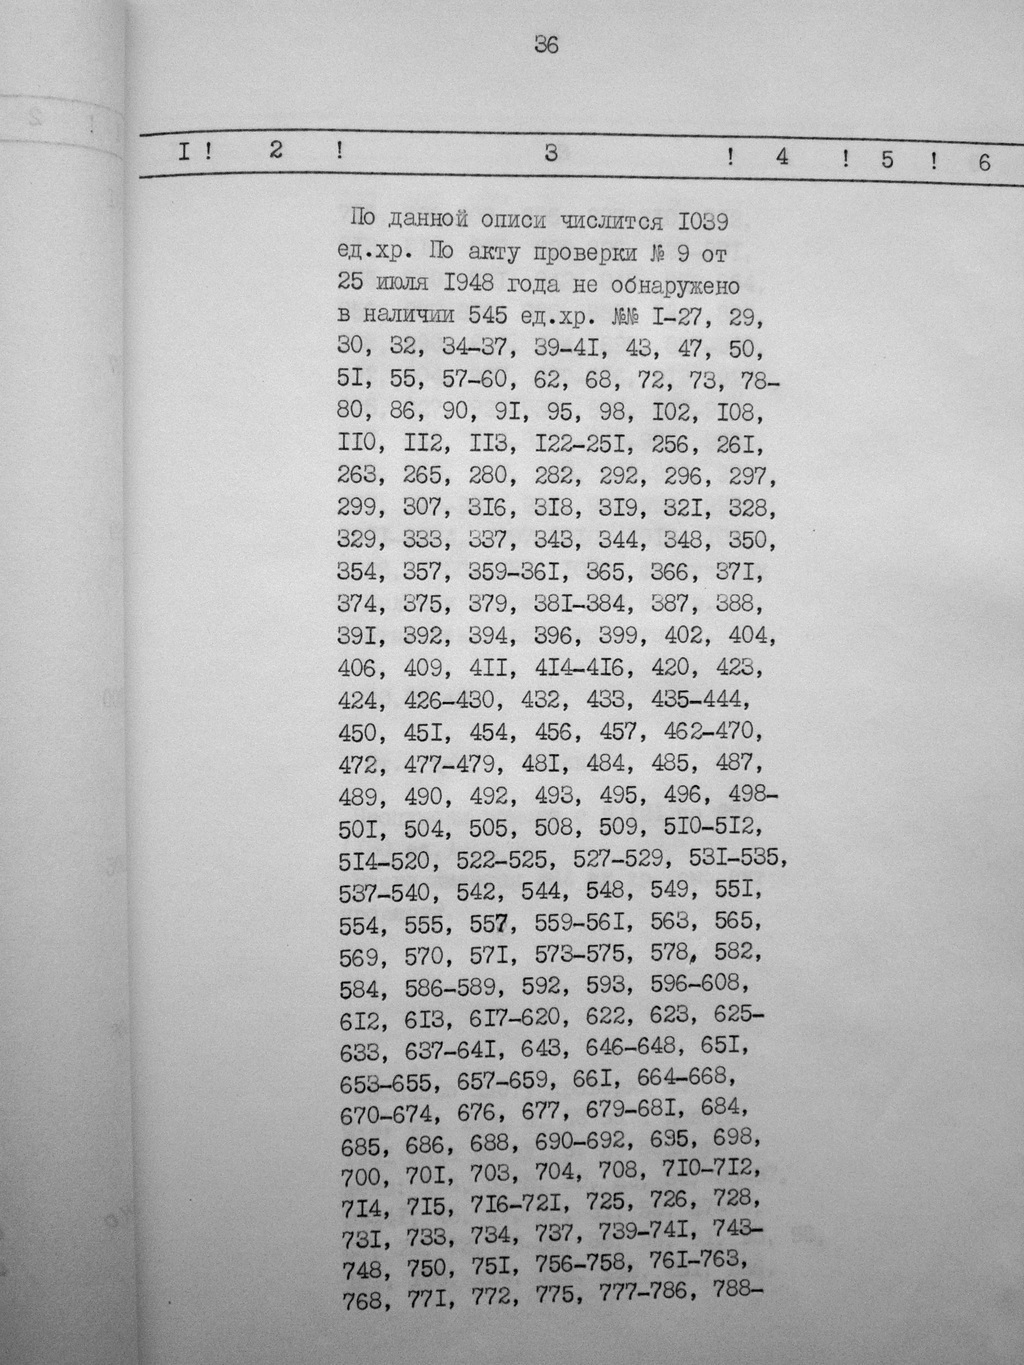 36
I ! 2 ! 3 ! 4 ! 5 ! 6
По данной описи числится I039
ед.хр. По акту проверки № 9 от
25 июля I948 года не обнаружено
в наличии 545 ед.хр. №№ I-27, 29,
30, 32, 34-37, 39-4I, 43, 47, 50,
5I, 55, 57-60, 62, 68, 72, 73, 78-
80, 86, 90, 9I, 95, 98, I02, I08,
II0, II2, II3, I22-25I, 256, 26I,
263, 265, 280, 282, 292, 296, 297,
299, 307, 3I6, 3I8, 3I9, 32I, 328,
329, 333, 337, 343, 344, 348, 350,
354, 357, 359-36I, 365, 366, 37I,
374, 375, 379, 38I-384, 387, 388,
39I, 392, 394, 396, 399, 402, 404,
406, 409, 4II, 4I4-4I6, 420, 423,
424, 426-430, 432, 433, 435-444,
450, 45I, 454, 456, 457, 462-470,
472, 477-479, 48I, 484, 485, 487,
489, 490, 492, 493, 495, 496, 498-
50I, 504, 505, 508, 509, 5I0-5I2,
5I4-520, 522-525, 527-529, 53I-535,
537-540, 542, 544, 548, 549, 55I,
554, 555, 557, 559-56I, 563, 565,
569, 570, 57I, 573-575, 578, 582,
584, 586-589, 592, 593, 596-608,
6I2, 6I3, 6I7-620, 622, 623, 625-
633, 637-64I, 643, 646-648, 65I,
653-655, 657-659, 66I, 664-668,
670-674, 676, 677, 679-68I, 684,
685, 686, 688, 690-692, 695, 698,
700, 70I, 703, 704, 708, 7I0-7I2,
7I4, 7I5, 7I6-72I, 725, 726, 728,
73I, 733, 734, 737, 739-74I, 743-
748, 750, 75I, 756-758, 76I-763,
768, 77I, 772, 775, 777-786, 788-